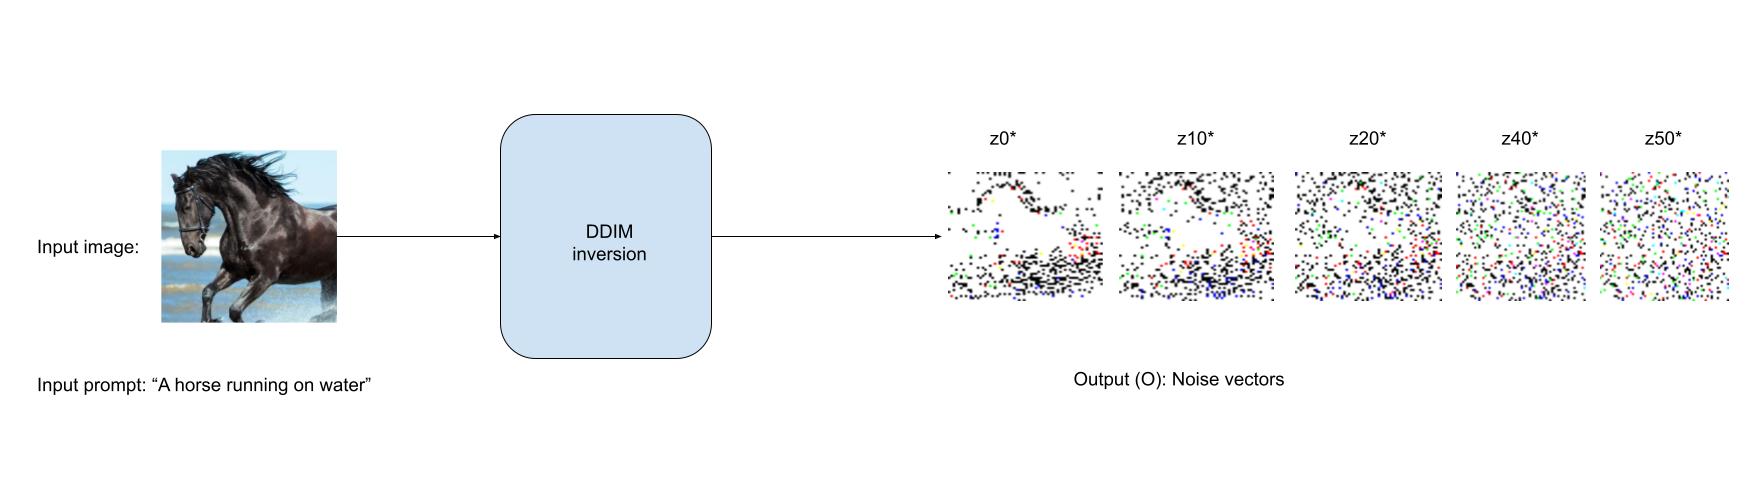 z0*
z10*
z20*
z40*
z50*
DDIM
inversion
Input image:
Input prompt: “A horse running on water”
Output (O): Noise vectors